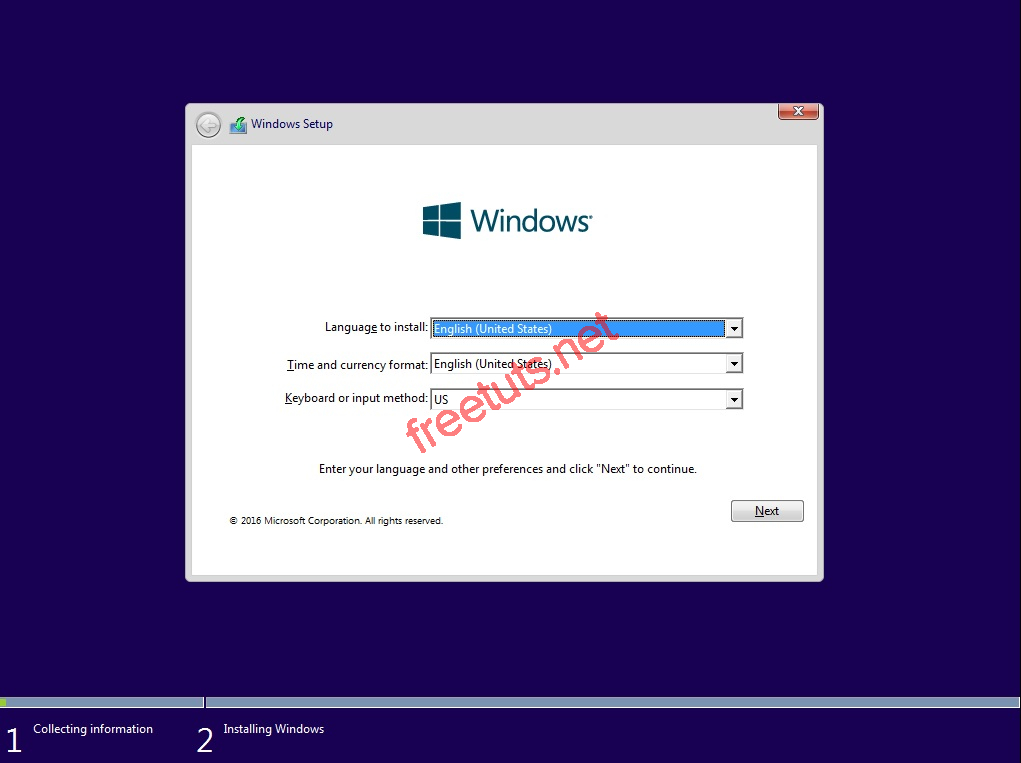 Windows Setup
Windows
Language to install: English (United States)
Time and currency format: English (United States)
Keyboard or input method: US
freetuts.net
Enter your language and other preferences and click "Next" to continue.
Next
© 2016 Microsoft Corporation. All rights reserved.
1 Collecting information 2 Installing Windows